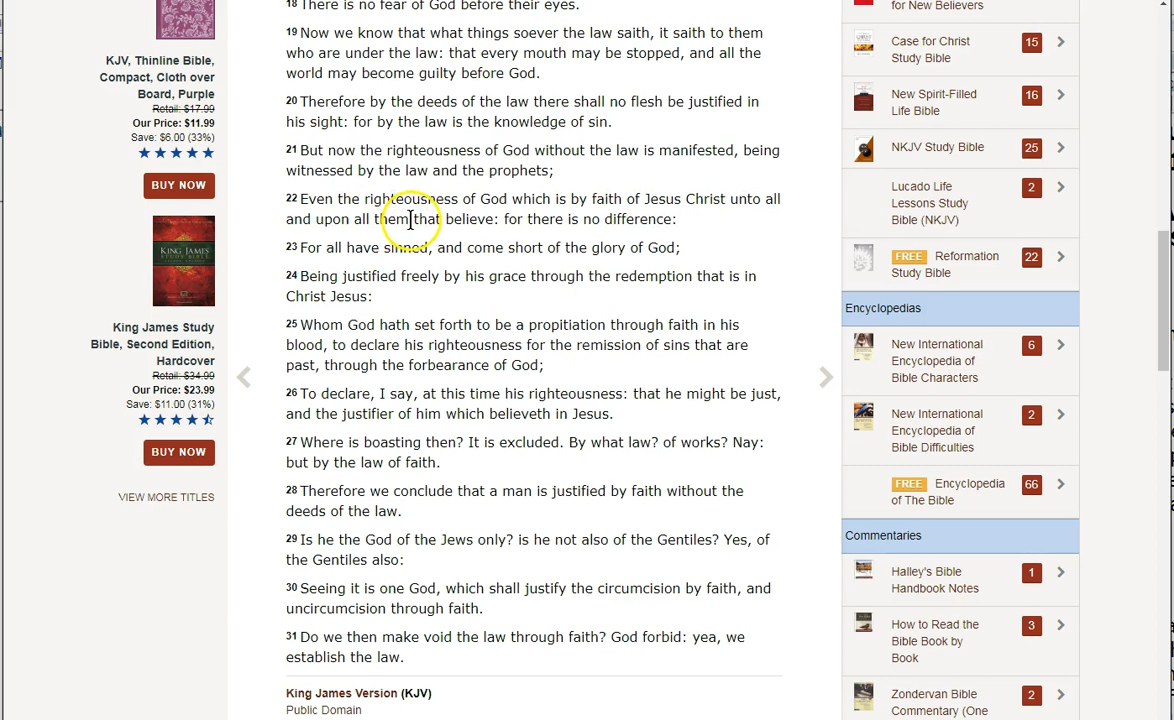 KJV, Thinline Bible,
Compact, Cloth over
Board, Purple
Retail: $17.99
Our Price: $11.99
Save: $6.00 (33%)
BUY NOW
KING JAMES
STUDY BIBLE
King James Study
Bible, Second Edition,
Hardcover
Retail: $34.99
Our Price: $23.99
Save: $11.00 (31%)
BUY NOW
VIEW MORE TITLES
18 There is no fear of God before their eyes.
19 Now we know that what things soever the law saith, it saith to them
who are under the law: that every mouth may be stopped, and all the
world may become guilty before God.
20 Therefore by the deeds of the law there shall no flesh be justified in
his sight: for by the law is the knowledge of sin.
21 But now the righteousness of God without the law is manifested, being
witnessed by the law and the prophets;
22 Even the righteousness of God which is by faith of Jesus Christ unto all
and upon all them that believe: for there is no difference:
23 For all have sinned, and come short of the glory of God;
24 Being justified freely by his grace through the redemption that is in
Christ Jesus:
25 Whom God hath set forth to be a propitiation through faith in his
blood, to declare his righteousness for the remission of sins that are
past, through the forbearance of God;
26 To declare, I say, at this time his righteousness: that he might be just,
and the justifier of him which believeth in Jesus.
27 Where is boasting then? It is excluded. By what law? of works? Nay:
but by the law of faith.
28 Therefore we conclude that a man is justified by faith without the
deeds of the law.
29 Is he the God of the Jews only? is he not also of the Gentiles? Yes, of
the Gentiles also:
30 Seeing it is one God, which shall justify the circumcision by faith, and
uncircumcision through faith.
31 Do we then make void the law through faith? God forbid: yea, we
establish the law.
King James Version (KJV)
Public Domain
for New Believers
Case for Christ
Study Bible
15
New Spirit-Filled
Life Bible
16
NKJV Study Bible
25
Lucado Life
Lessons Study
Bible (NKJV)
2
FREE Reformation
Study Bible
22
Encyclopedias
New International
Encyclopedia of
Bible Characters
6
New International
Encyclopedia of
Bible Difficulties
2
FREE Encyclopedia
of The Bible
66
Commentaries
Halley's Bible
Handbook Notes
1
How to Read the
Bible Book by
Book
3
Zondervan Bible
Commentary (One
2